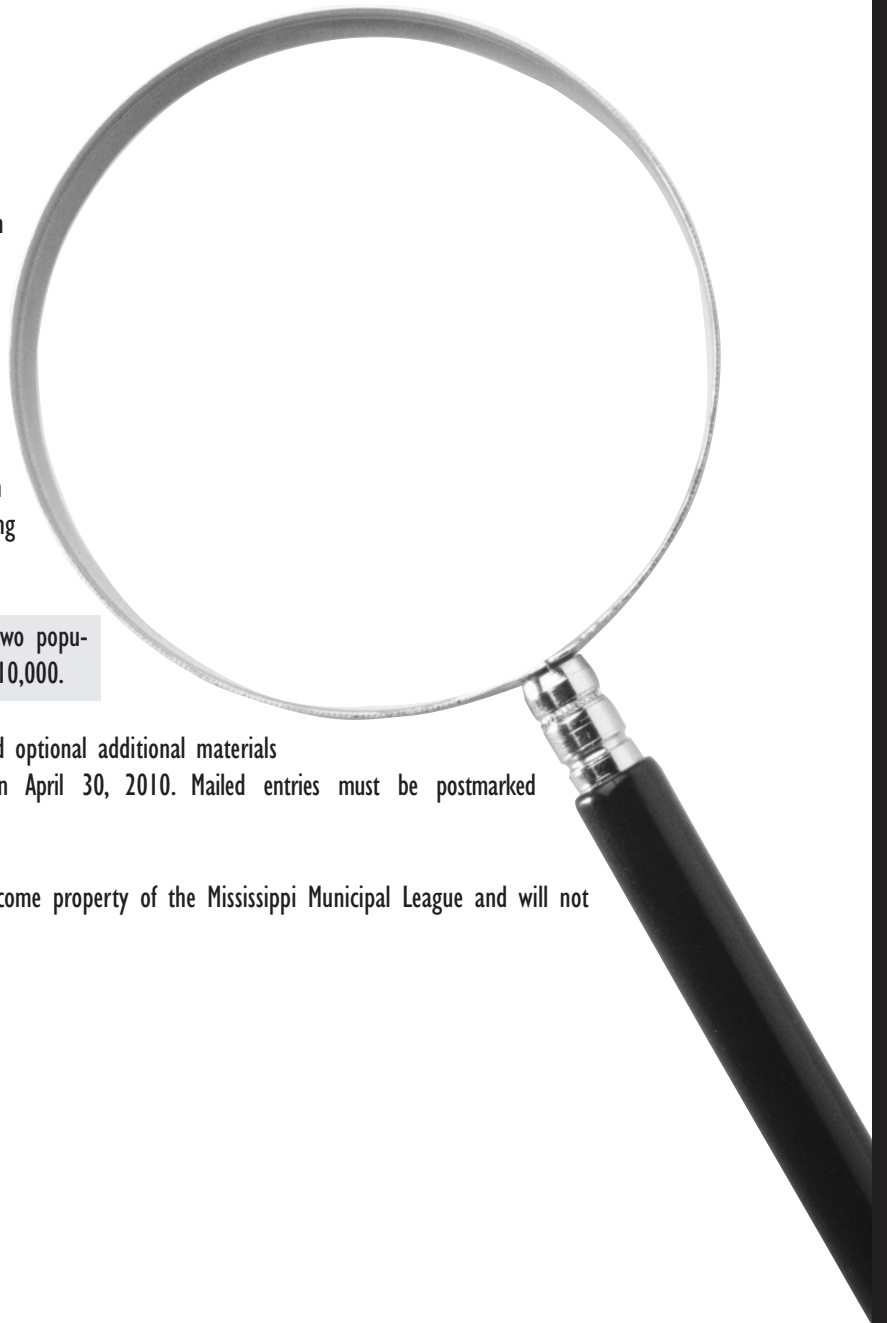 ng
two popu-
10,000.
optional additional materials
April 30, 2010. Mailed entries must be postmarked
come property of the Mississippi Municipal League and will not